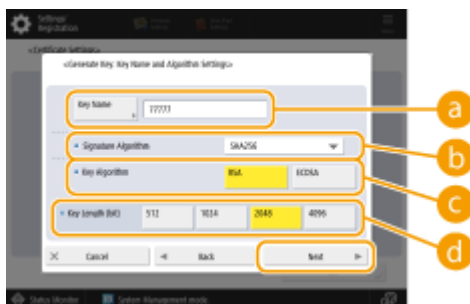 Settings/
Registration
<Certificate Settings>
<Generate Key: Key Name and Algorithm Settings>
Key Name
77777
a
Signature Algorithm
SHA256
b
Key Algorithm
RSA
ECDSA
c
Key Length (bit)
512
1024
2048
4096
d
Cancel
Back
Next
Status Monitor
System Management mode